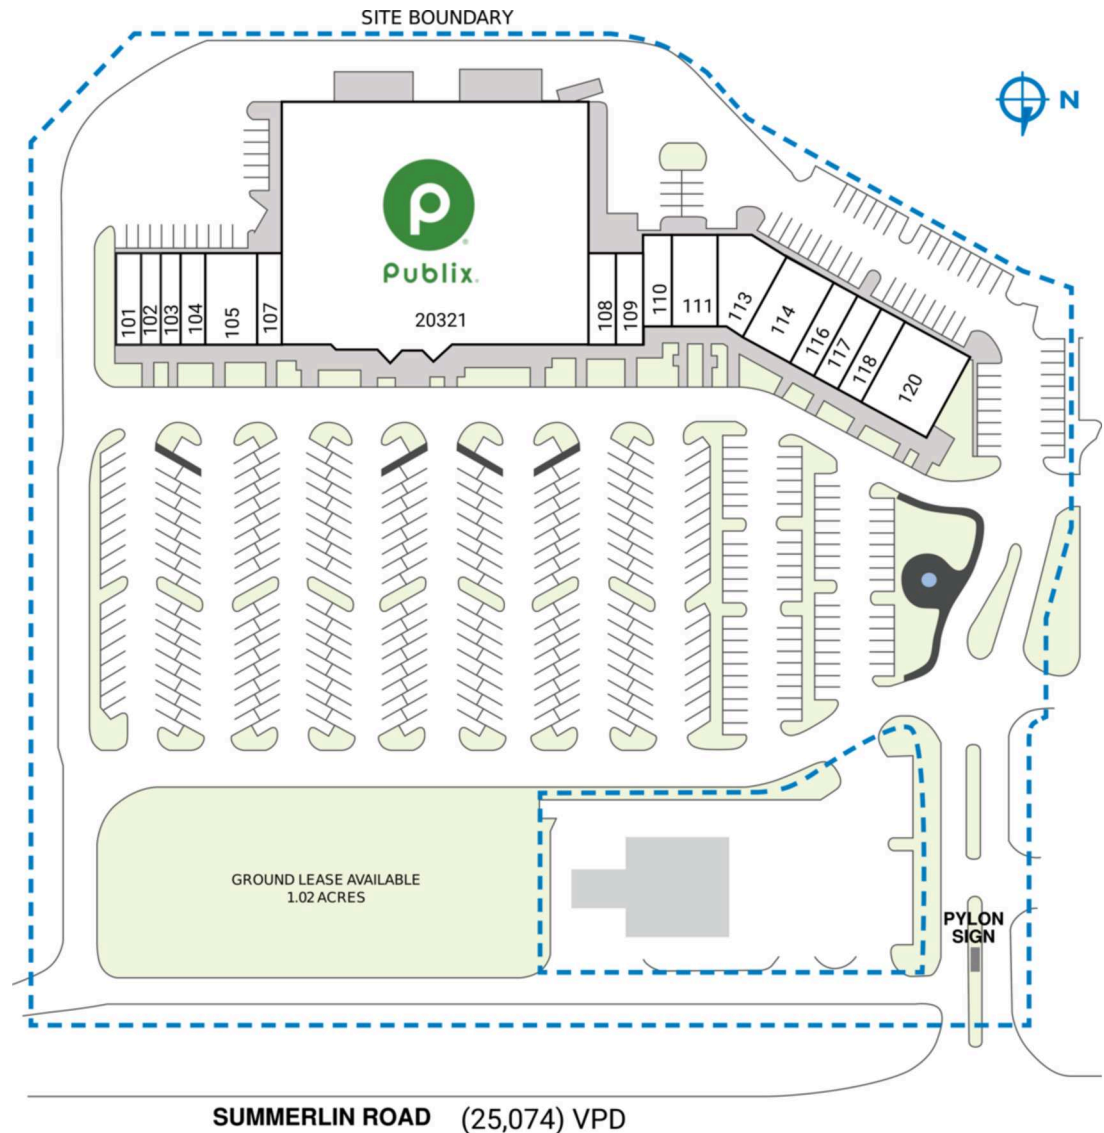 SITE BOUNDARY
N
Publix®
20321
101
102
103
104
105
107
108
109
110
111
113
114
116
117
118
120
GROUND LEASE AVAILABLE
1.02 ACRES
PYLON
SIGN
SUMMERLIN ROAD (25,074) VPD